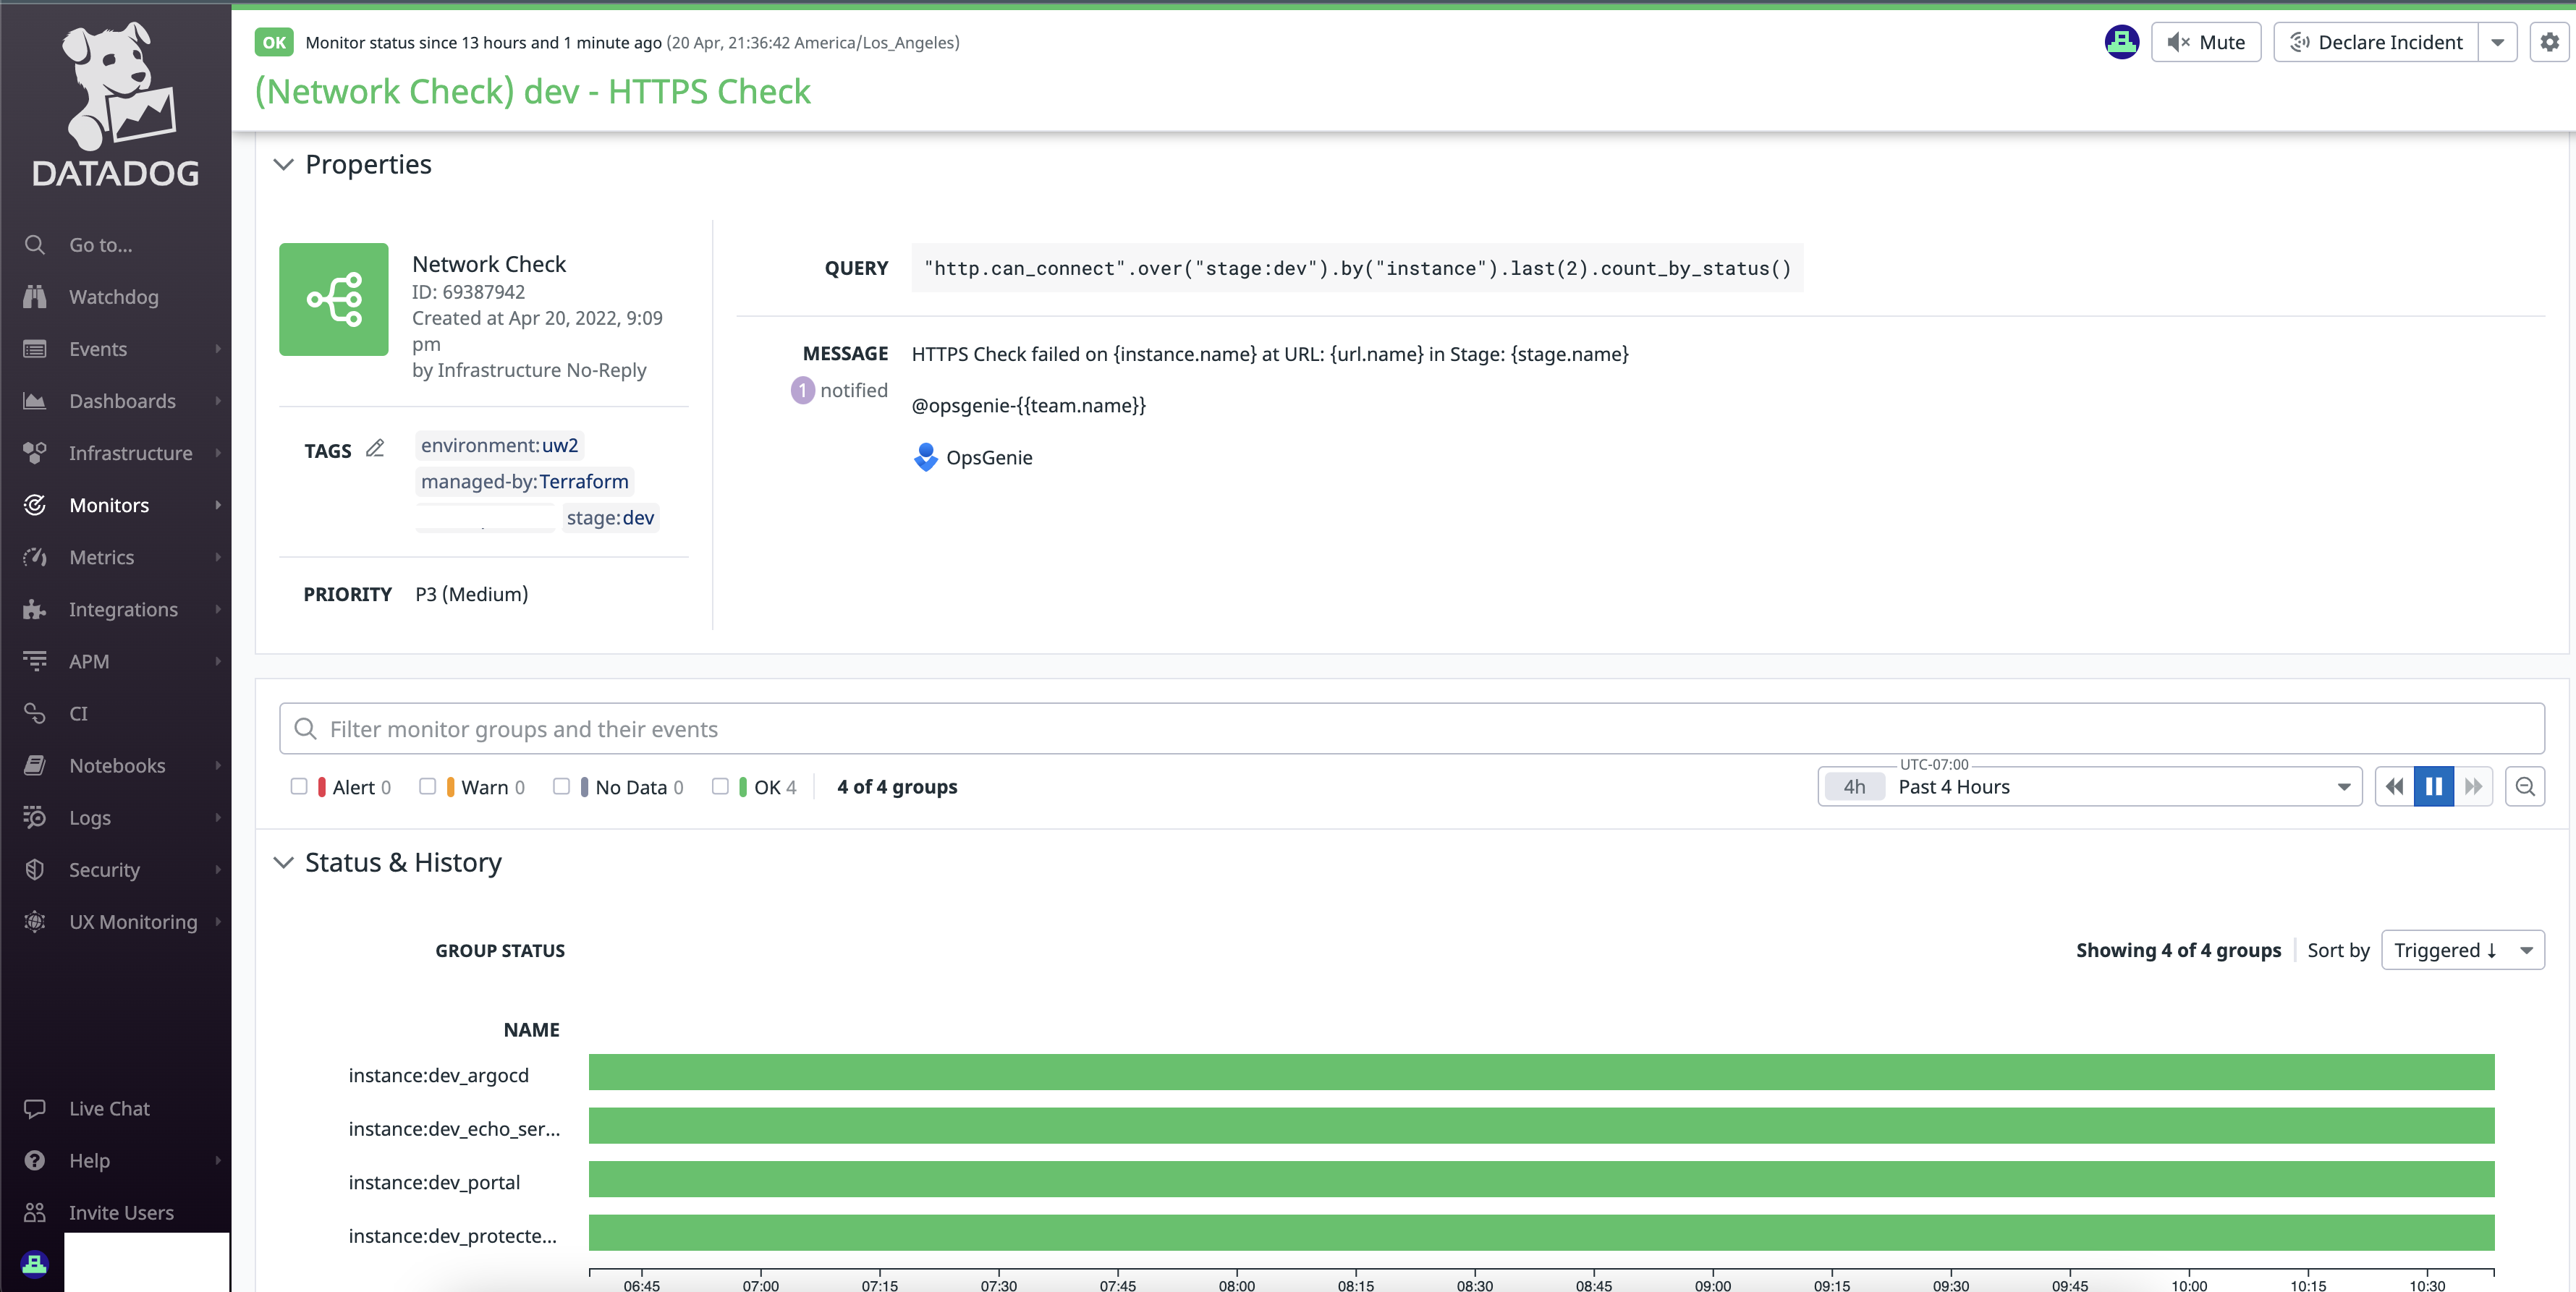 DATADOG
Go to...
Watchdog
Events
Dashboards
Infrastructure
Monitors
Metrics
Integrations
APM
CI
Notebooks
Logs
Security
UX Monitoring
Live Chat
Help
Invite Users
OK Monitor status since 13 hours and 1 minute ago (20 Apr, 21:36:42 America/Los_Angeles)
Mute
Declare Incident
(Network Check) dev - HTTPS Check
Properties
Network Check
ID: 69387942
Created at Apr 20, 2022, 9:09
pm
by Infrastructure No-Reply
TAGS
environment:uw2
managed-by:Terraform
stage:dev
PRIORITY P3 (Medium)
QUERY "http.can_connect".over("stage:dev").by("instance").last(2).count_by_status()
MESSAGE HTTPS Check failed on {instance.name} at URL: {url.name} in Stage: {stage.name}
1 notified
@opsgenie-{{team.name}}
OpsGenie
Filter monitor groups and their events
Alert 0 Warn 0 No Data 0 OK 4 4 of 4 groups
UTC-07:00
4h Past 4 Hours
Status & History
GROUP STATUS
Showing 4 of 4 groups Sort by Triggered ↓
NAME
instance:dev_argocd
instance:dev_echo_ser...
instance:dev_portal
instance:dev_protecte...
06:45 07:00 07:15 07:30 07:45 08:00 08:15 08:30 08:45 09:00 09:15 09:30 09:45 10:00 10:15 10:30